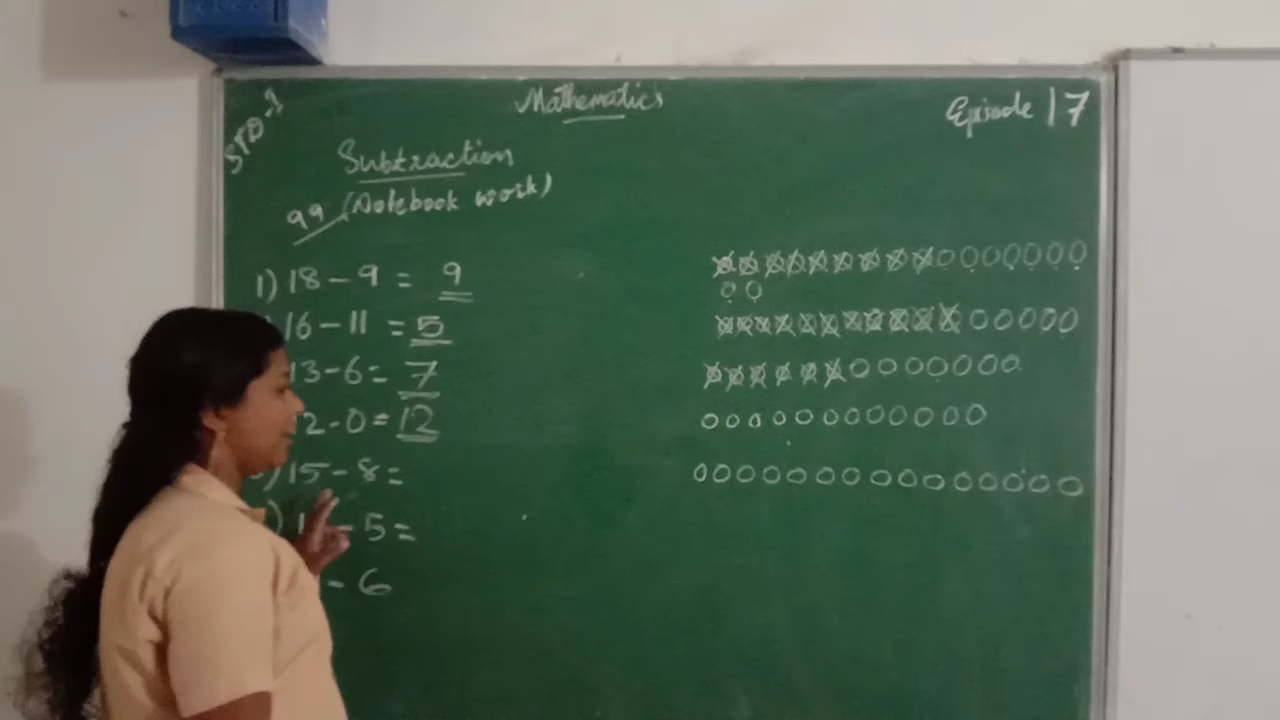 STD-1
Mathematics
Episode 17
Subtraction
99 (Notebook work)
1) 18 - 9 = 9
16 - 11 = 5
13 - 6 = 7
2 - 0 = 12
) 15 - 8 =
) 1 - 5 =
- 6